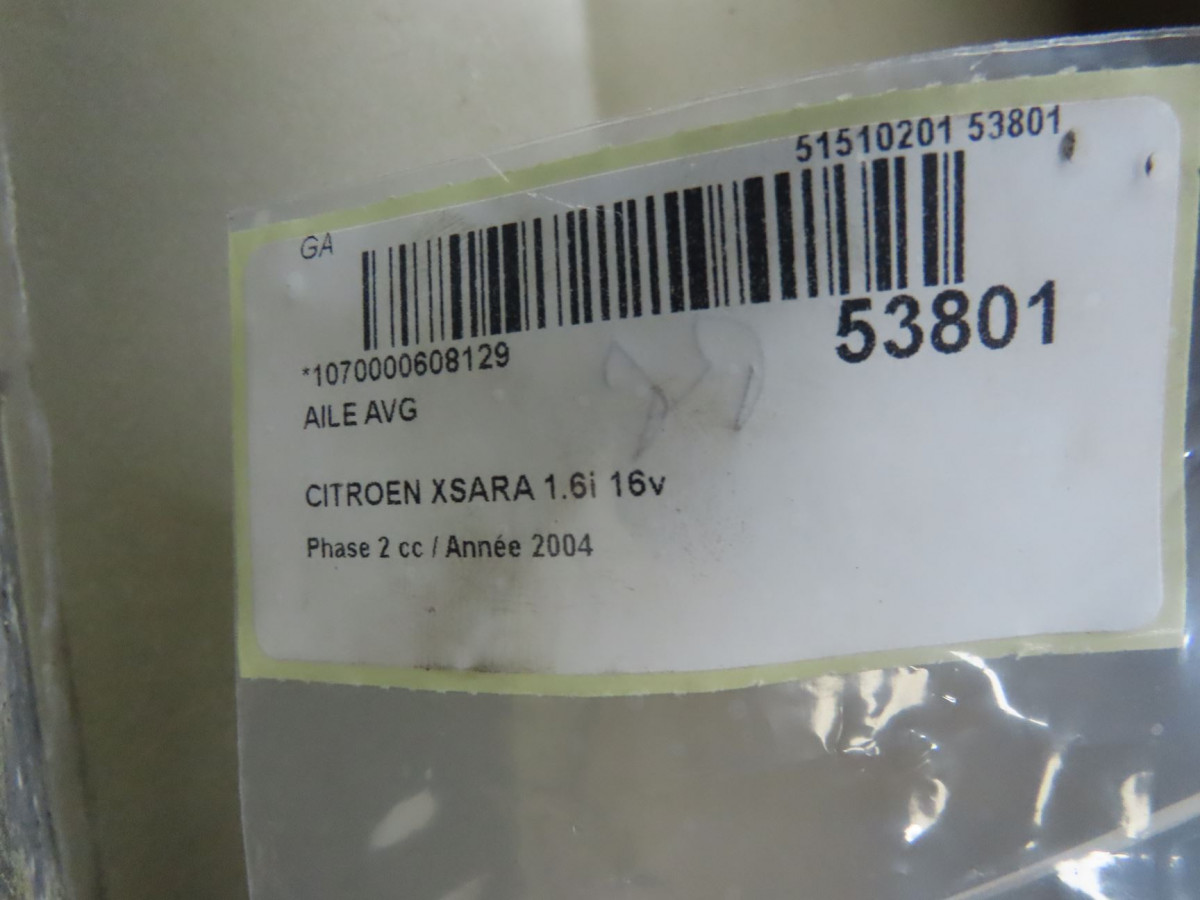 51510201 53801
GA
53801
*1070000608129
AILE AVG
CITROEN XSARA 1.6i 16v
Phase 2 cc / Année 2004